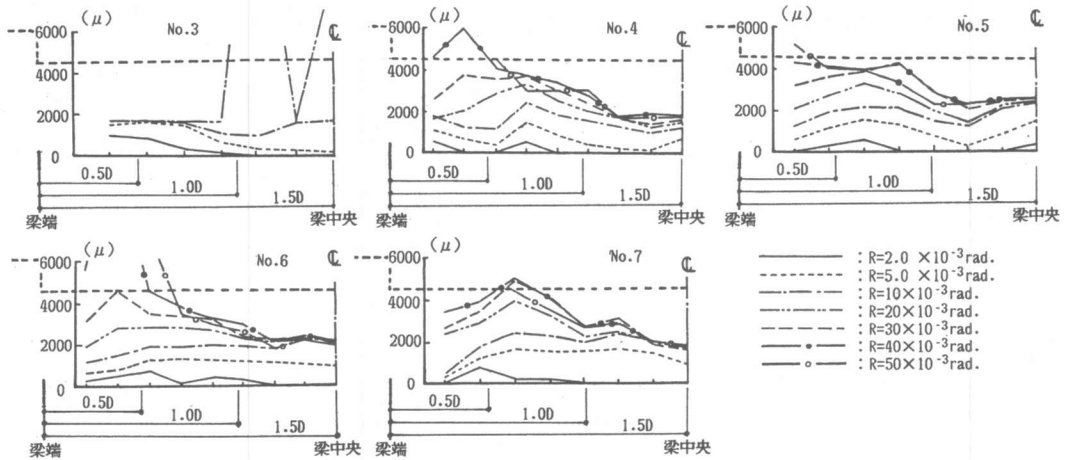 (μ)
No.3
℄
6000
4000
2000
0
0.5D
1.0D
1.5D
梁端
梁中央
(μ)
No.4
℄
6000
4000
2000
0
0.5D
1.0D
1.5D
梁端
梁中央
(μ)
No.5
℄
6000
4000
2000
0
0.5D
1.0D
1.5D
梁端
梁中央
(μ)
No.6
℄
6000
4000
2000
0
0.5D
1.0D
1.5D
梁端
梁中央
(μ)
No.7
℄
6000
4000
2000
0
0.5D
1.0D
1.5D
梁端
梁中央
:R=2.0 ×10⁻³rad.
:R=5.0 ×10⁻³rad.
:R=10×10⁻³rad.
:R=20×10⁻³rad.
:R=30×10⁻³rad.
:R=40×10⁻³rad.
:R=50×10⁻³rad.